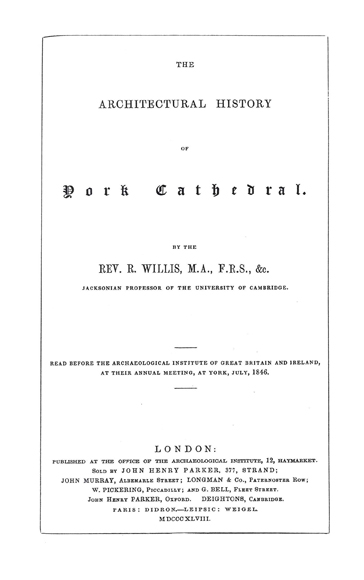 THE
ARCHITECTURAL HISTORY
OF
York Cathedral.
BY THE
REV. R. WILLIS, M.A., F.R.S., &c.
JACKSONIAN PROFESSOR OF THE UNIVERSITY OF CAMBRIDGE.
READ BEFORE THE ARCHAEOLOGICAL INSTITUTE OF GREAT BRITAIN AND IRELAND,
AT THEIR ANNUAL MEETING, AT YORK, JULY, 1846.
LONDON:
PUBLISHED AT THE OFFICE OF THE ARCHAEOLOGICAL INSTITUTE, 12, HAYMARKET.
SOLD BY JOHN HENRY PARKER, 377, STRAND;
JOHN MURRAY, ALBEMARLE STREET; LONGMAN & Co., PATERNOSTER ROW;
W. PICKERING, PICCADILLY; AND G. BELL, FLEET STREET.
JOHN HENRY PARKER, OXFORD. DEIGHTONS, CAMBRIDGE.
PARIS: DIDRON.—LEIPSIC: WEIGEL.
MDCCCXLVIII.